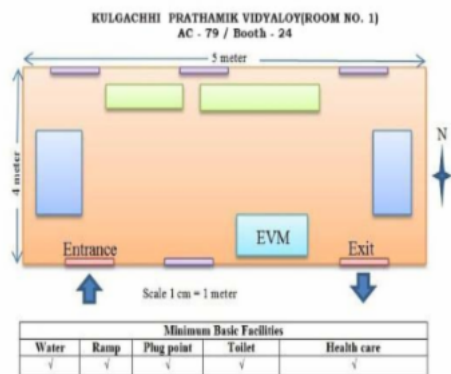 KULGACHHI PRATHAMIK VIDYALOY(ROOM NO. 1)
AC - 79 / Booth - 24
5 meter
4 meter
N
EVM
Entrance
Exit
Scale 1 cm = 1 meter
Minimum Basic Facilities
Water Ramp Plug point Toilet Health care
√ √ √ √ √